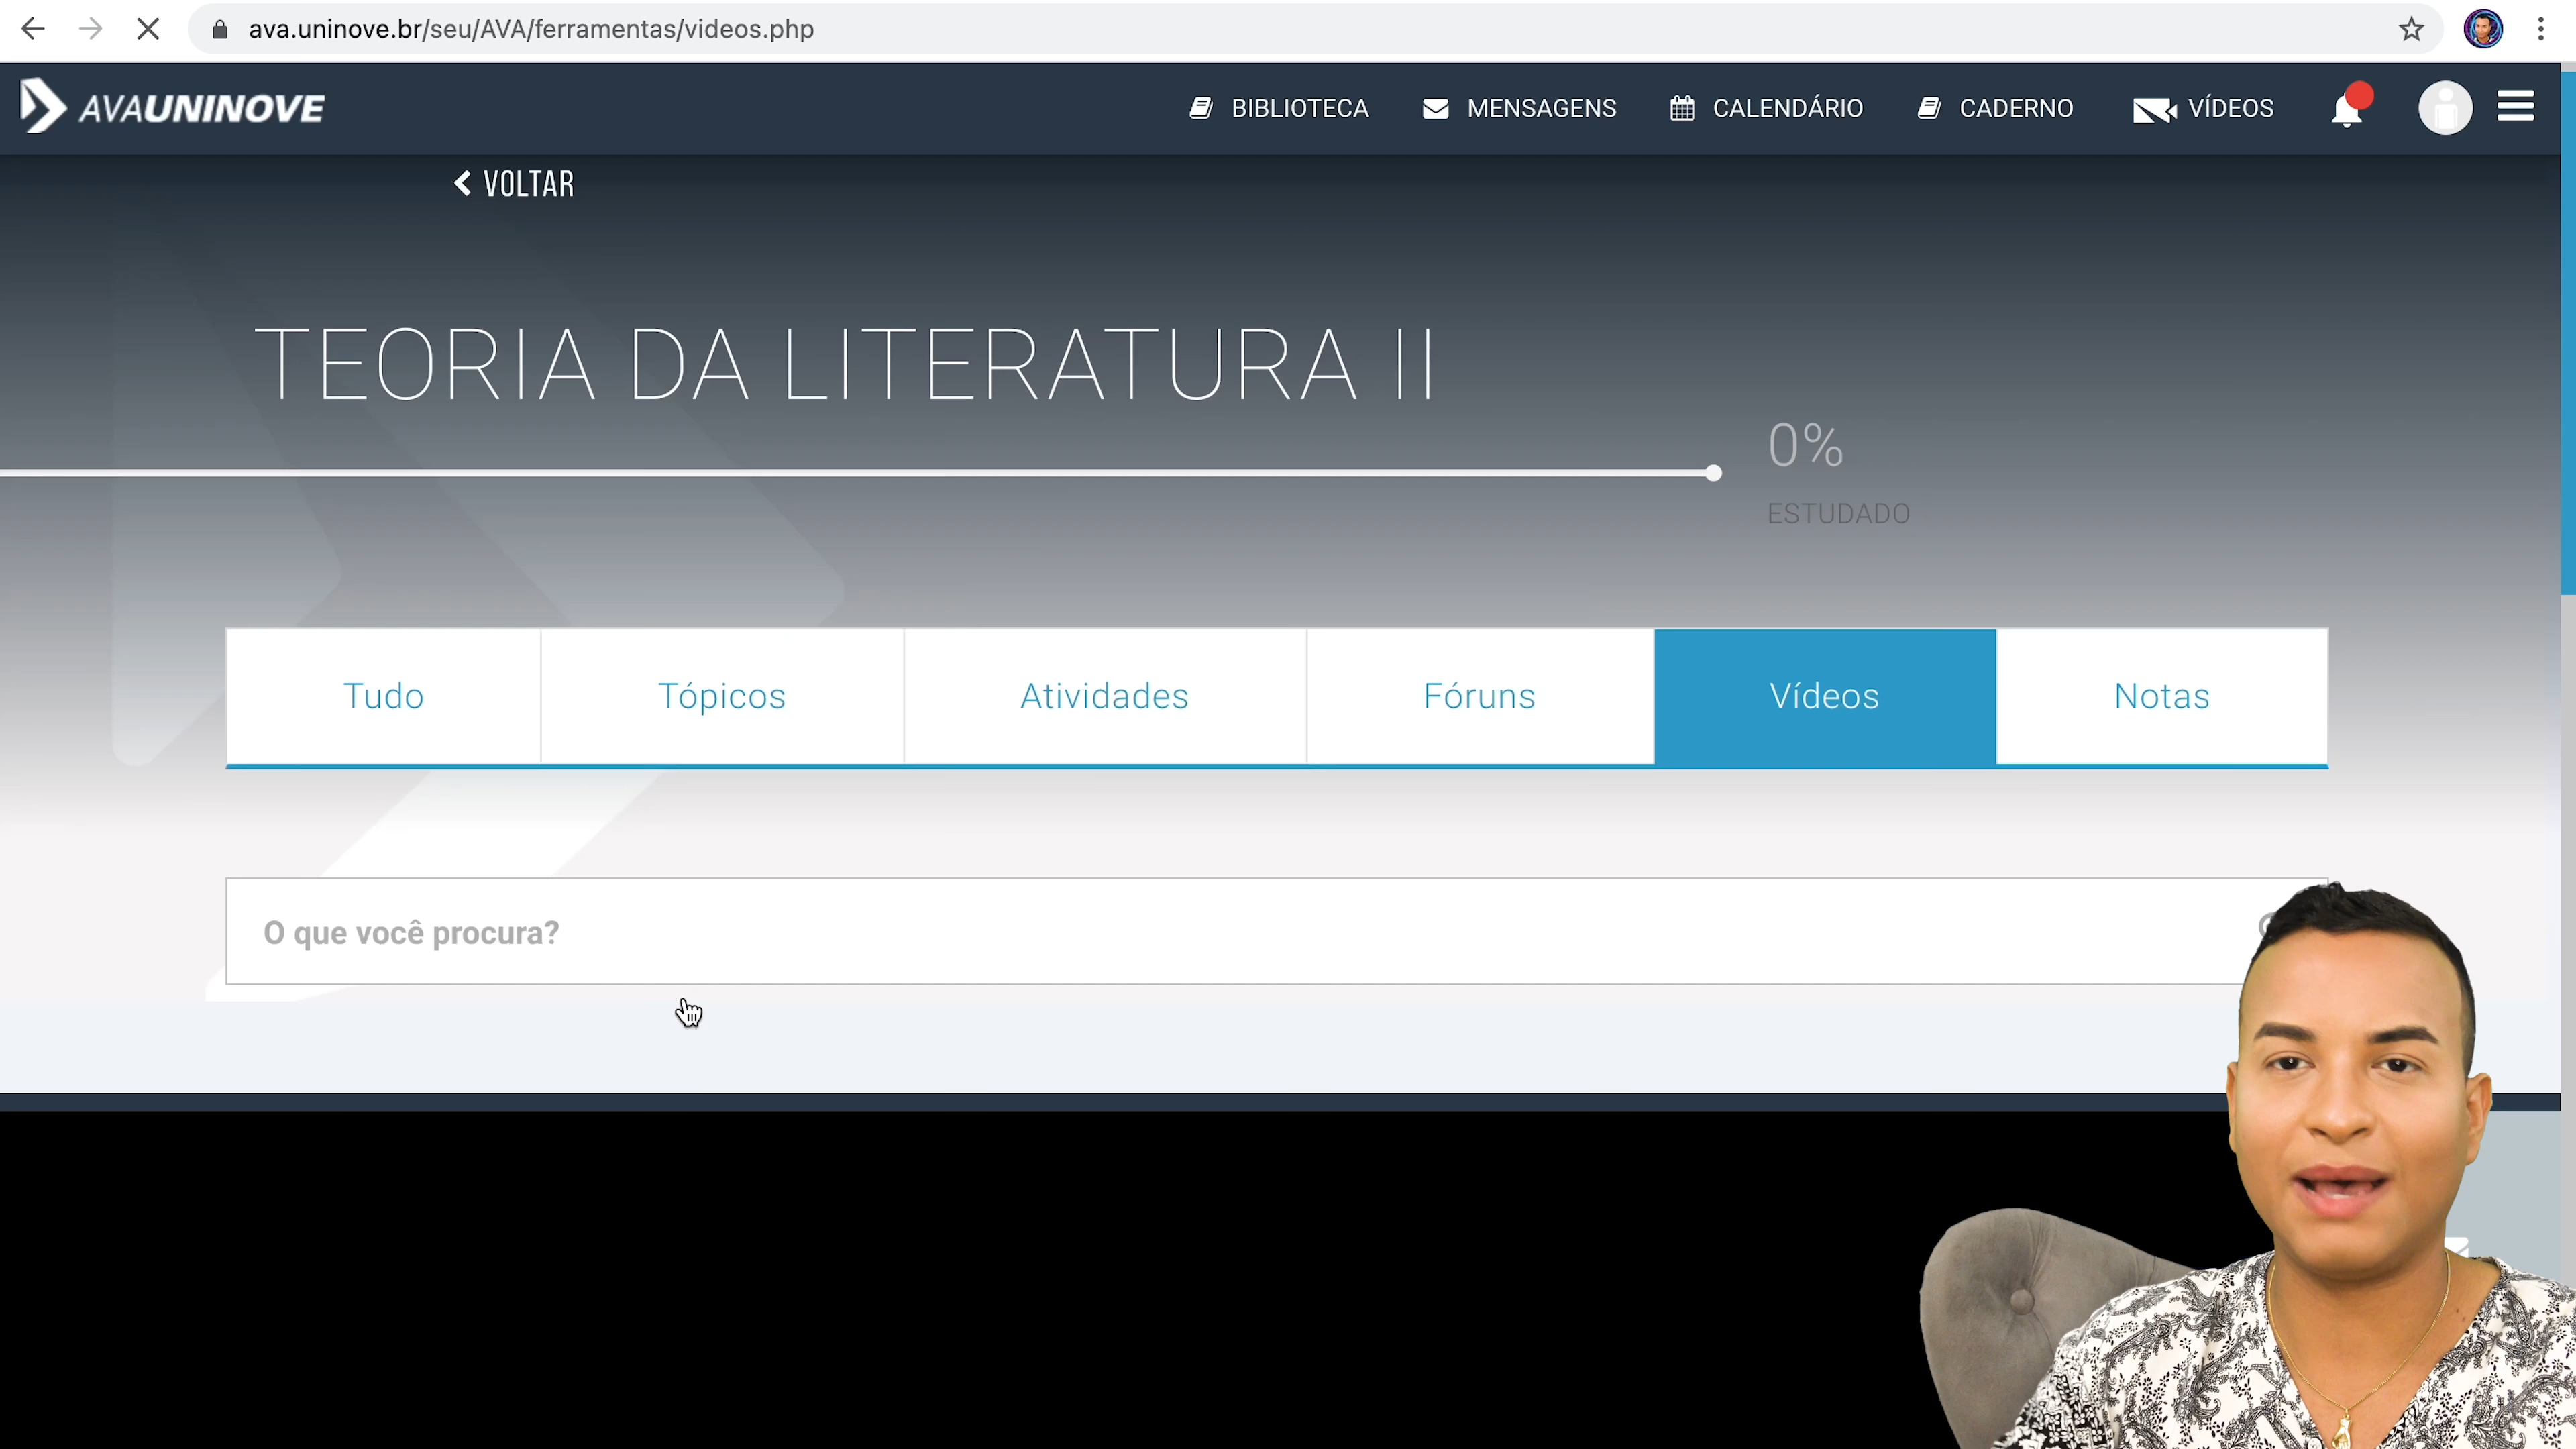 ava.uninove.br/seu/AVA/ferramentas/videos.php
AVAUNINOVE
BIBLIOTECA
MENSAGENS
CALENDÁRIO
CADERNO
VÍDEOS
VOLTAR
TEORIA DA LITERATURA II
0%
ESTUDADO
Tudo
Tópicos
Atividades
Fóruns
Vídeos
Notas
O que você procura?